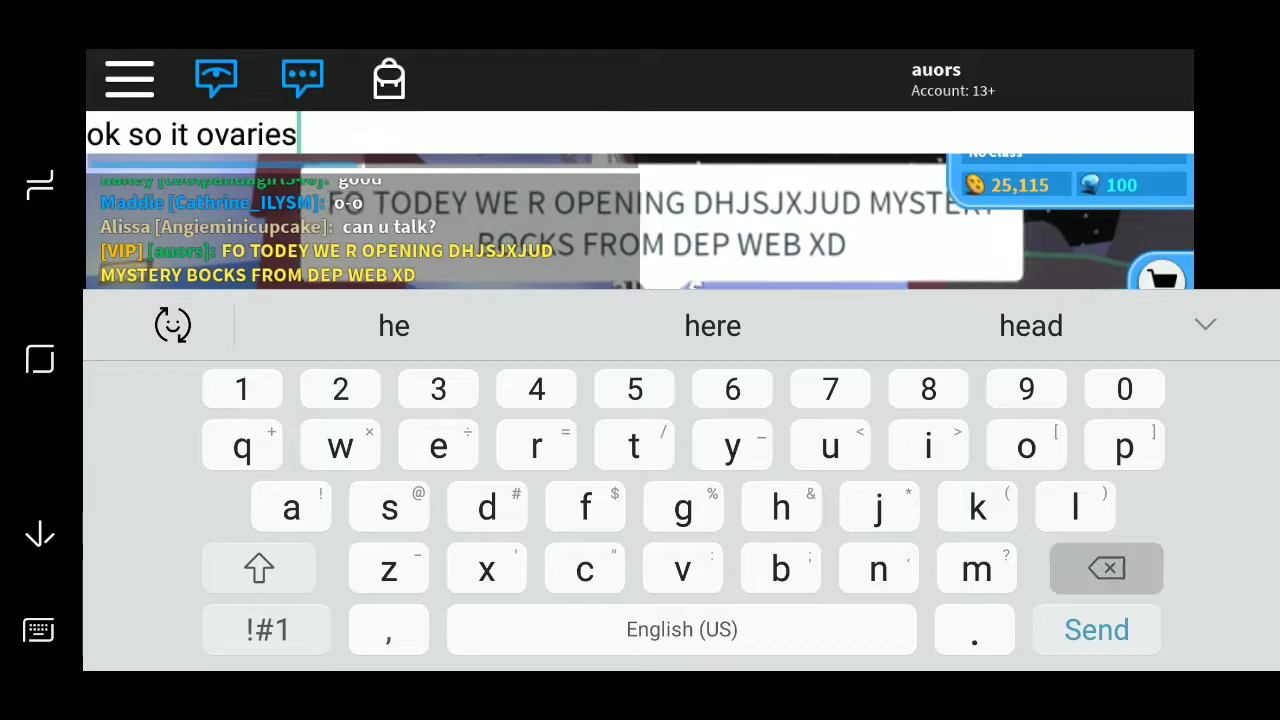 auors
Account: 13+
ok so it ovaries
No Class
25,115 100
good
Maddie [Cathrine_ILYSM]: o-o
Alissa [Angieminicupcake]: can u talk?
[VIP] [auors]: FO TODEY WE R OPENING DHJSJXJUD
MYSTERY BOCKS FROM DEP WEB XD
FO TODEY WE R OPENING DHJSJXJUD MYSTERY
BOCKS FROM DEP WEB XD
he here head
1 2 3 4 5 6 7 8 9 0
q + w × e ÷ r = t / y _ u < i > o [ p ]
a ! s @ d # f $ g % h & j * k ( l )
z - x ' c " v : b ; n , m ?
!#1 , English (US) . Send